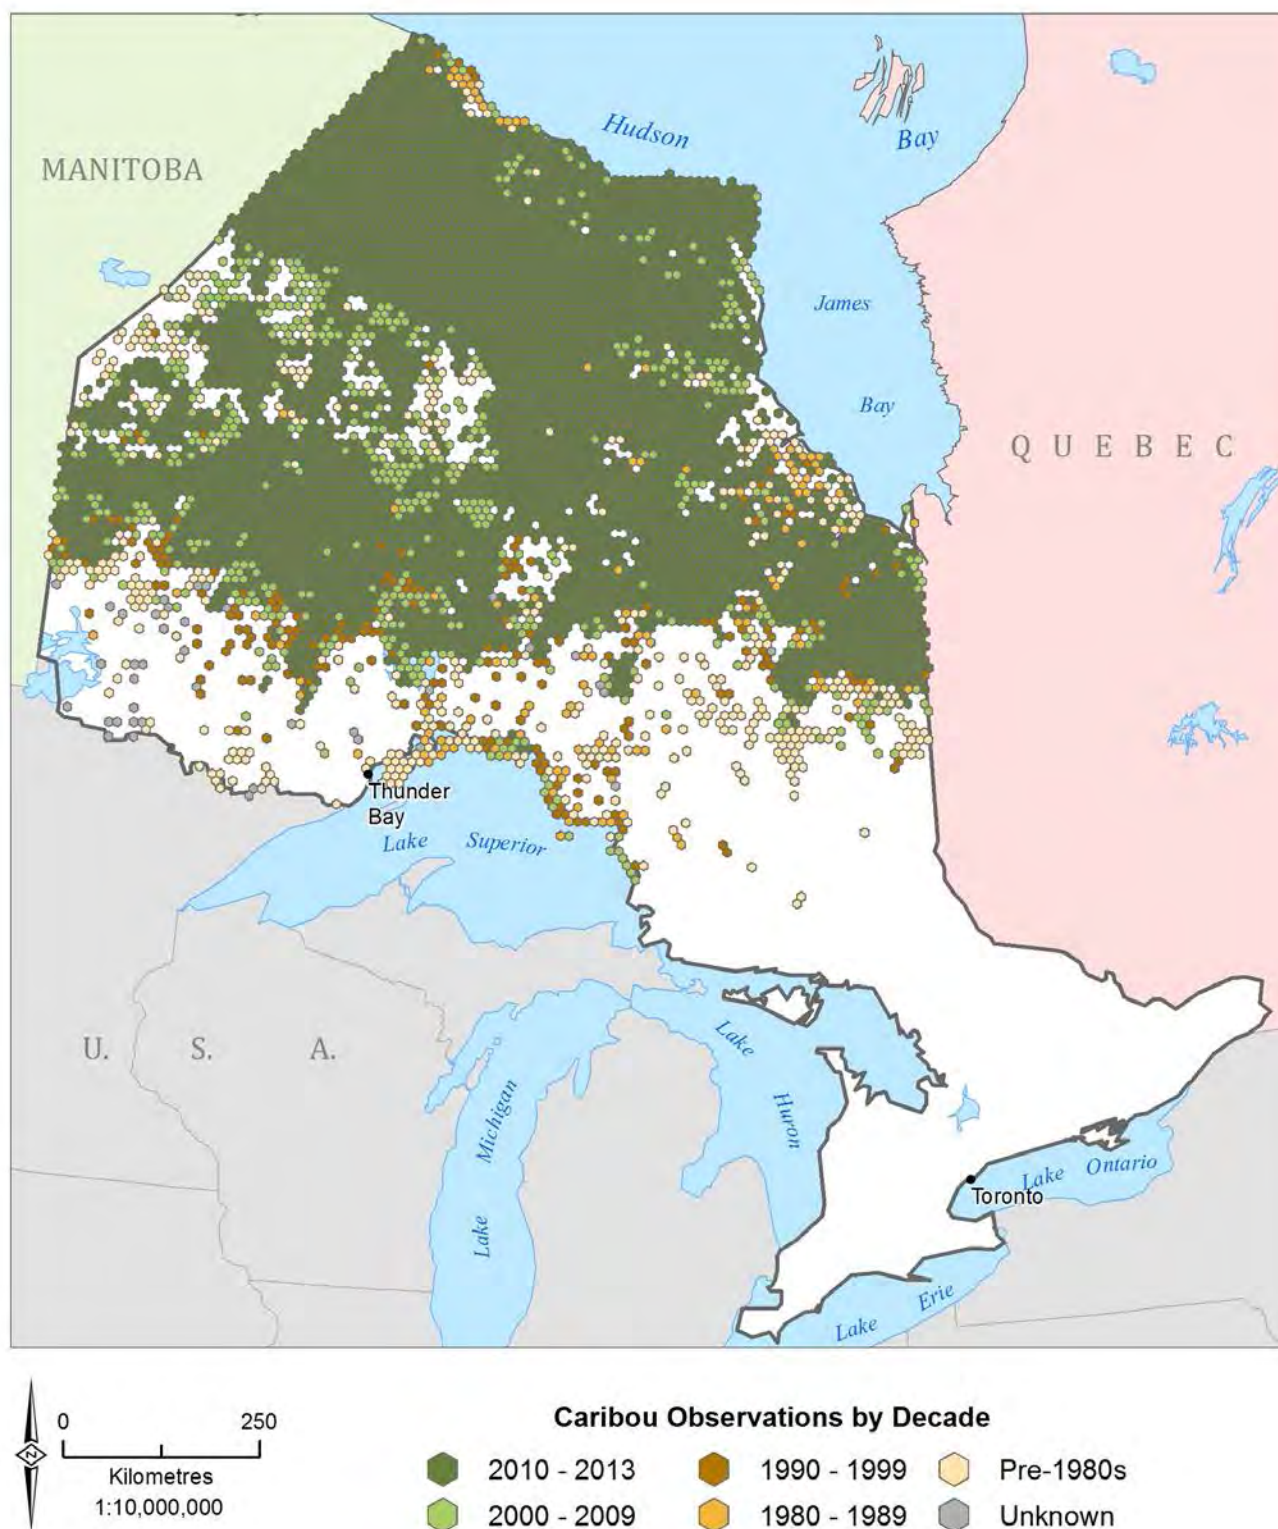 Hudson
Bay
MANITOBA
James
Bay
QUEBEC
Thunder
Bay
Lake Superior
U. S. A.
Lake
Huron
Lake Michigan
Lake Ontario
Toronto
Lake Erie
N
0 250
Kilometres
1:10,000,000
Caribou Observations by Decade
2010 - 2013
1990 - 1999
Pre-1980s
2000 - 2009
1980 - 1989
Unknown